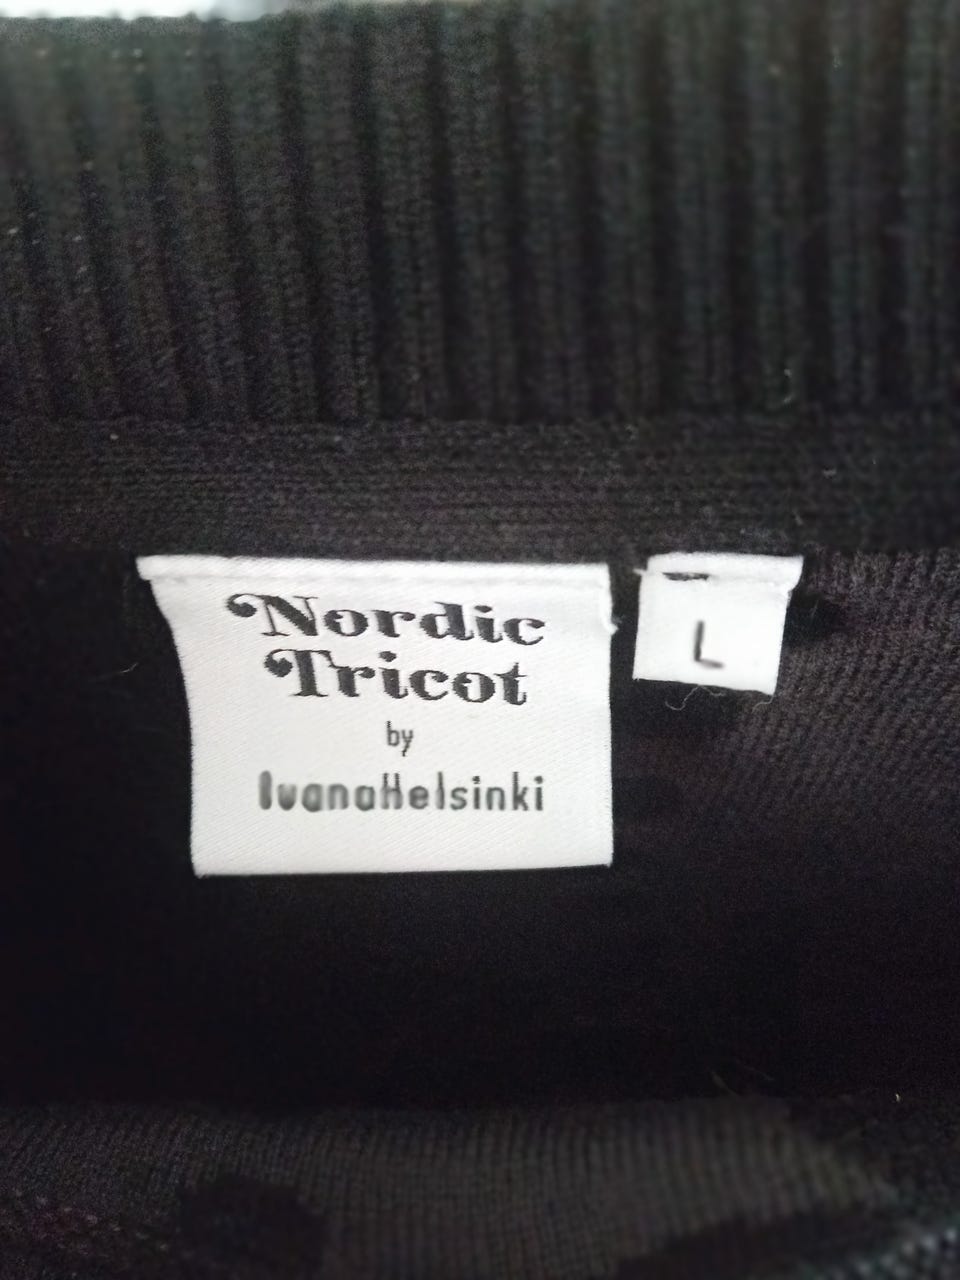 Nordic
Tricot
by
IvanaHelsinki
L